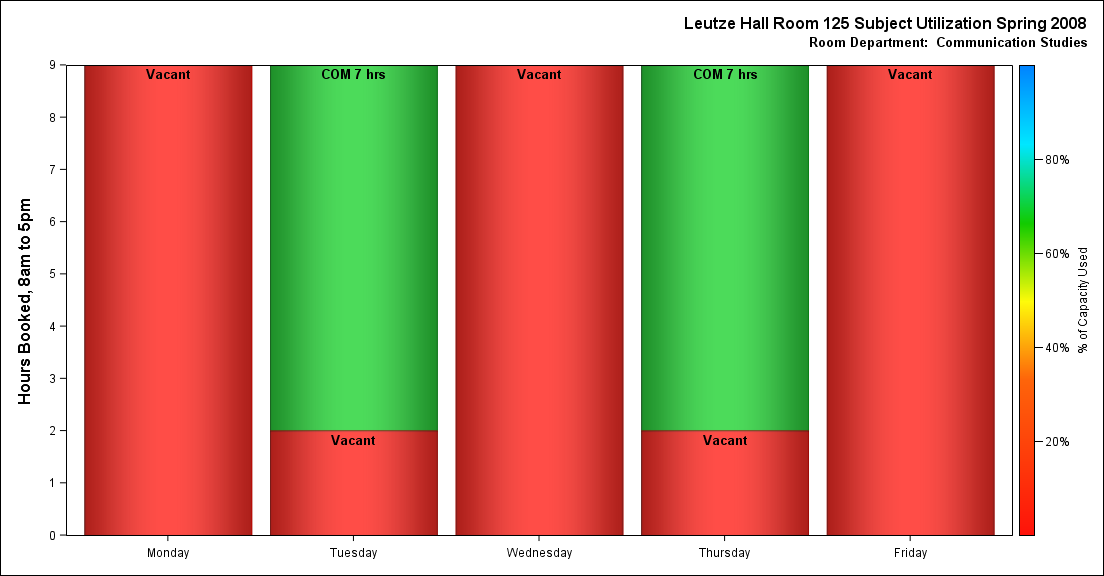 Leutze Hall Room 125 Subject Utilization Spring 2008
Room Department: Communication Studies
Hours Booked, 8am to 5pm
9
8
7
6
5
4
3
2
1
0
Vacant
COM 7 hrs
Vacant
COM 7 hrs
Vacant
Vacant
Vacant
Monday
Tuesday
Wednesday
Thursday
Friday
80%
60%
40%
20%
% of Capacity Used